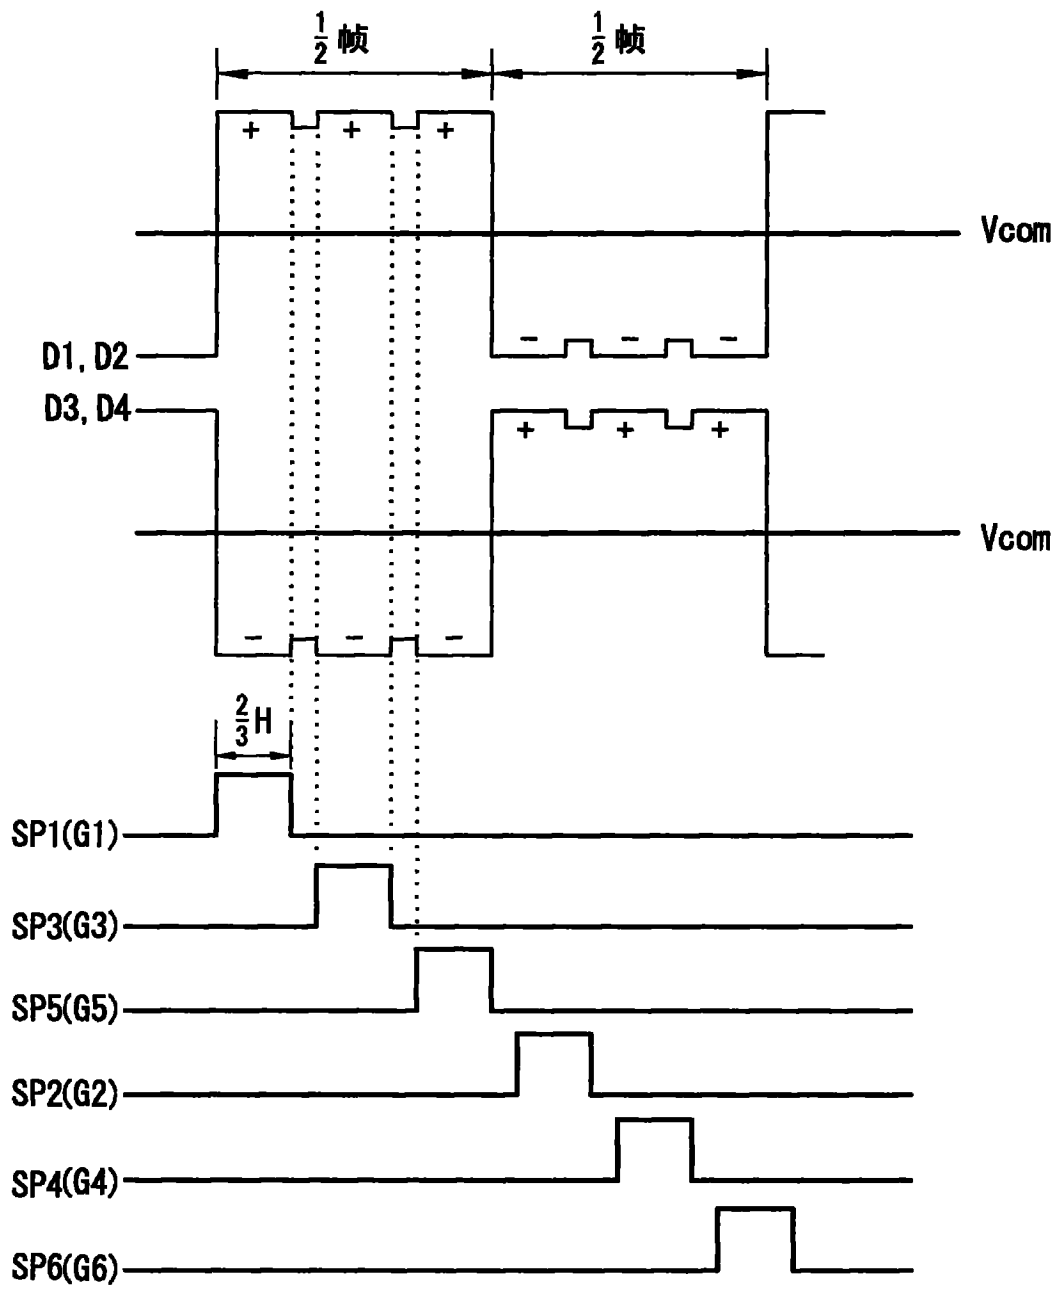 1/2 帧 1/2 帧
+ + +
Vcom
- - -
D1, D2
D3, D4
+ + +
Vcom
- - -
2/3 H
SP1(G1)
SP3(G3)
SP5(G5)
SP2(G2)
SP4(G4)
SP6(G6)